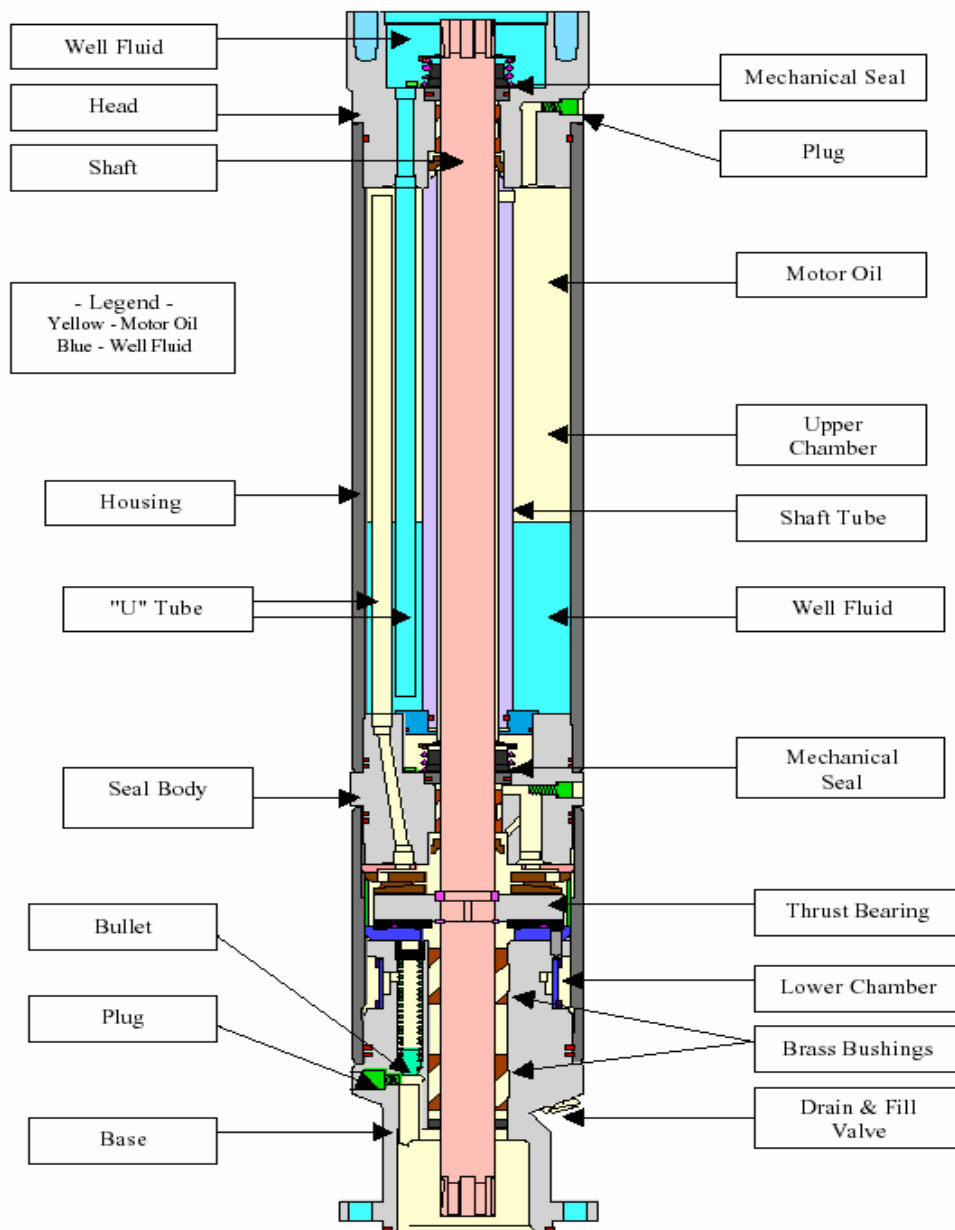 Well Fluid
Head
Shaft
- Legend -
Yellow - Motor Oil
Blue - Well Fluid
Housing
"U" Tube
Seal Body
Bullet
Plug
Base
Mechanical Seal
Plug
Motor Oil
Upper
Chamber
Shaft Tube
Well Fluid
Mechanical
Seal
Thrust Bearing
Lower Chamber
Brass Bushings
Drain & Fill
Valve